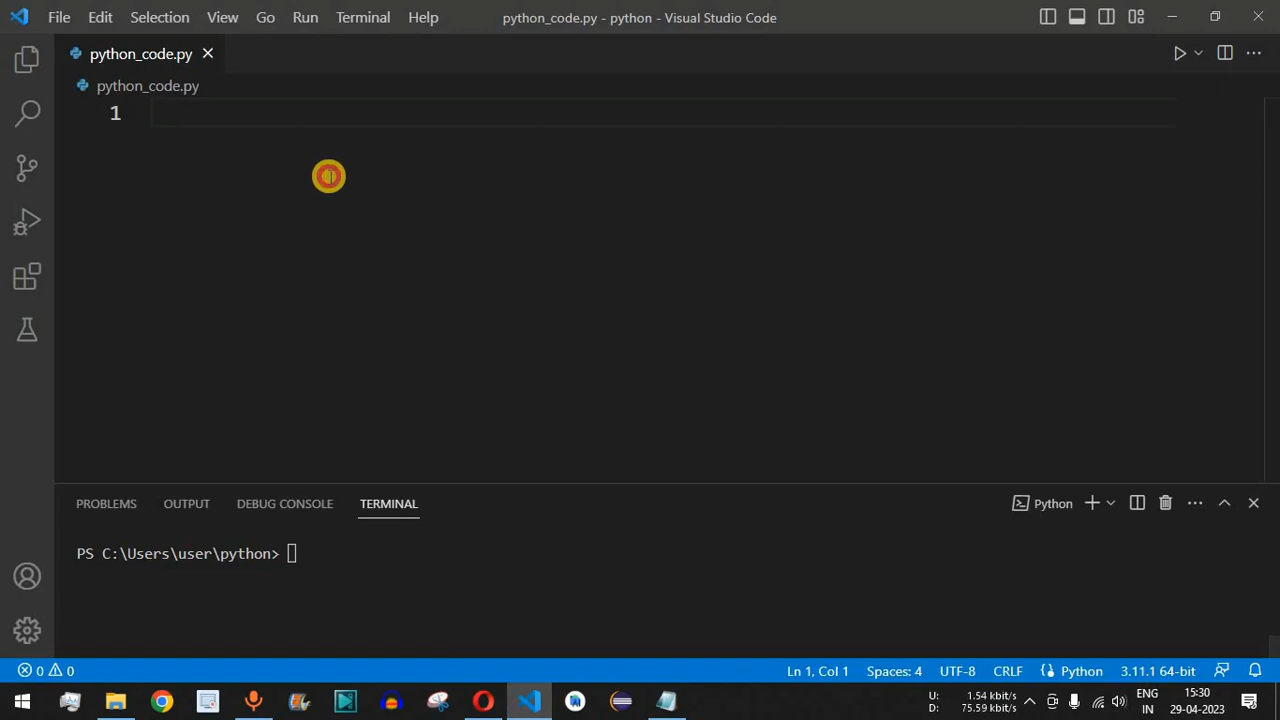 File Edit Selection View Go Run Terminal Help python_code.py - python - Visual Studio Code
python_code.py
python_code.py
1
PROBLEMS OUTPUT DEBUG CONSOLE TERMINAL Python
PS C:\Users\user\python>
0 0 Ln 1, Col 1 Spaces: 4 UTF-8 CRLF Python 3.11.1 64-bit
U: 1.54 kbit/s ENG 15:30
D: 75.59 kbit/s IN 29-04-2023